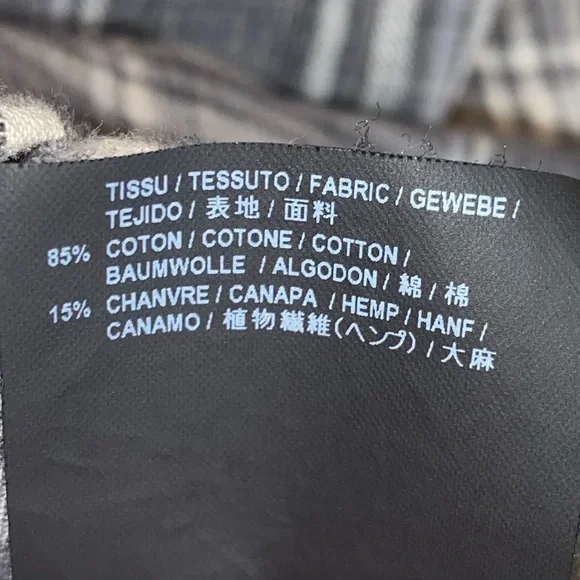 TISSU / TESSUTO / FABRIC / GEWEBE /
TEJIDO / 表地 / 面料
85% COTON / COTONE / COTTON /
BAUMWOLLE / ALGODON / 綿 / 棉
15% CHANVRE / CANAPA / HEMP / HANF /
CANAMO / 植物繊維(ヘンプ) / 大麻